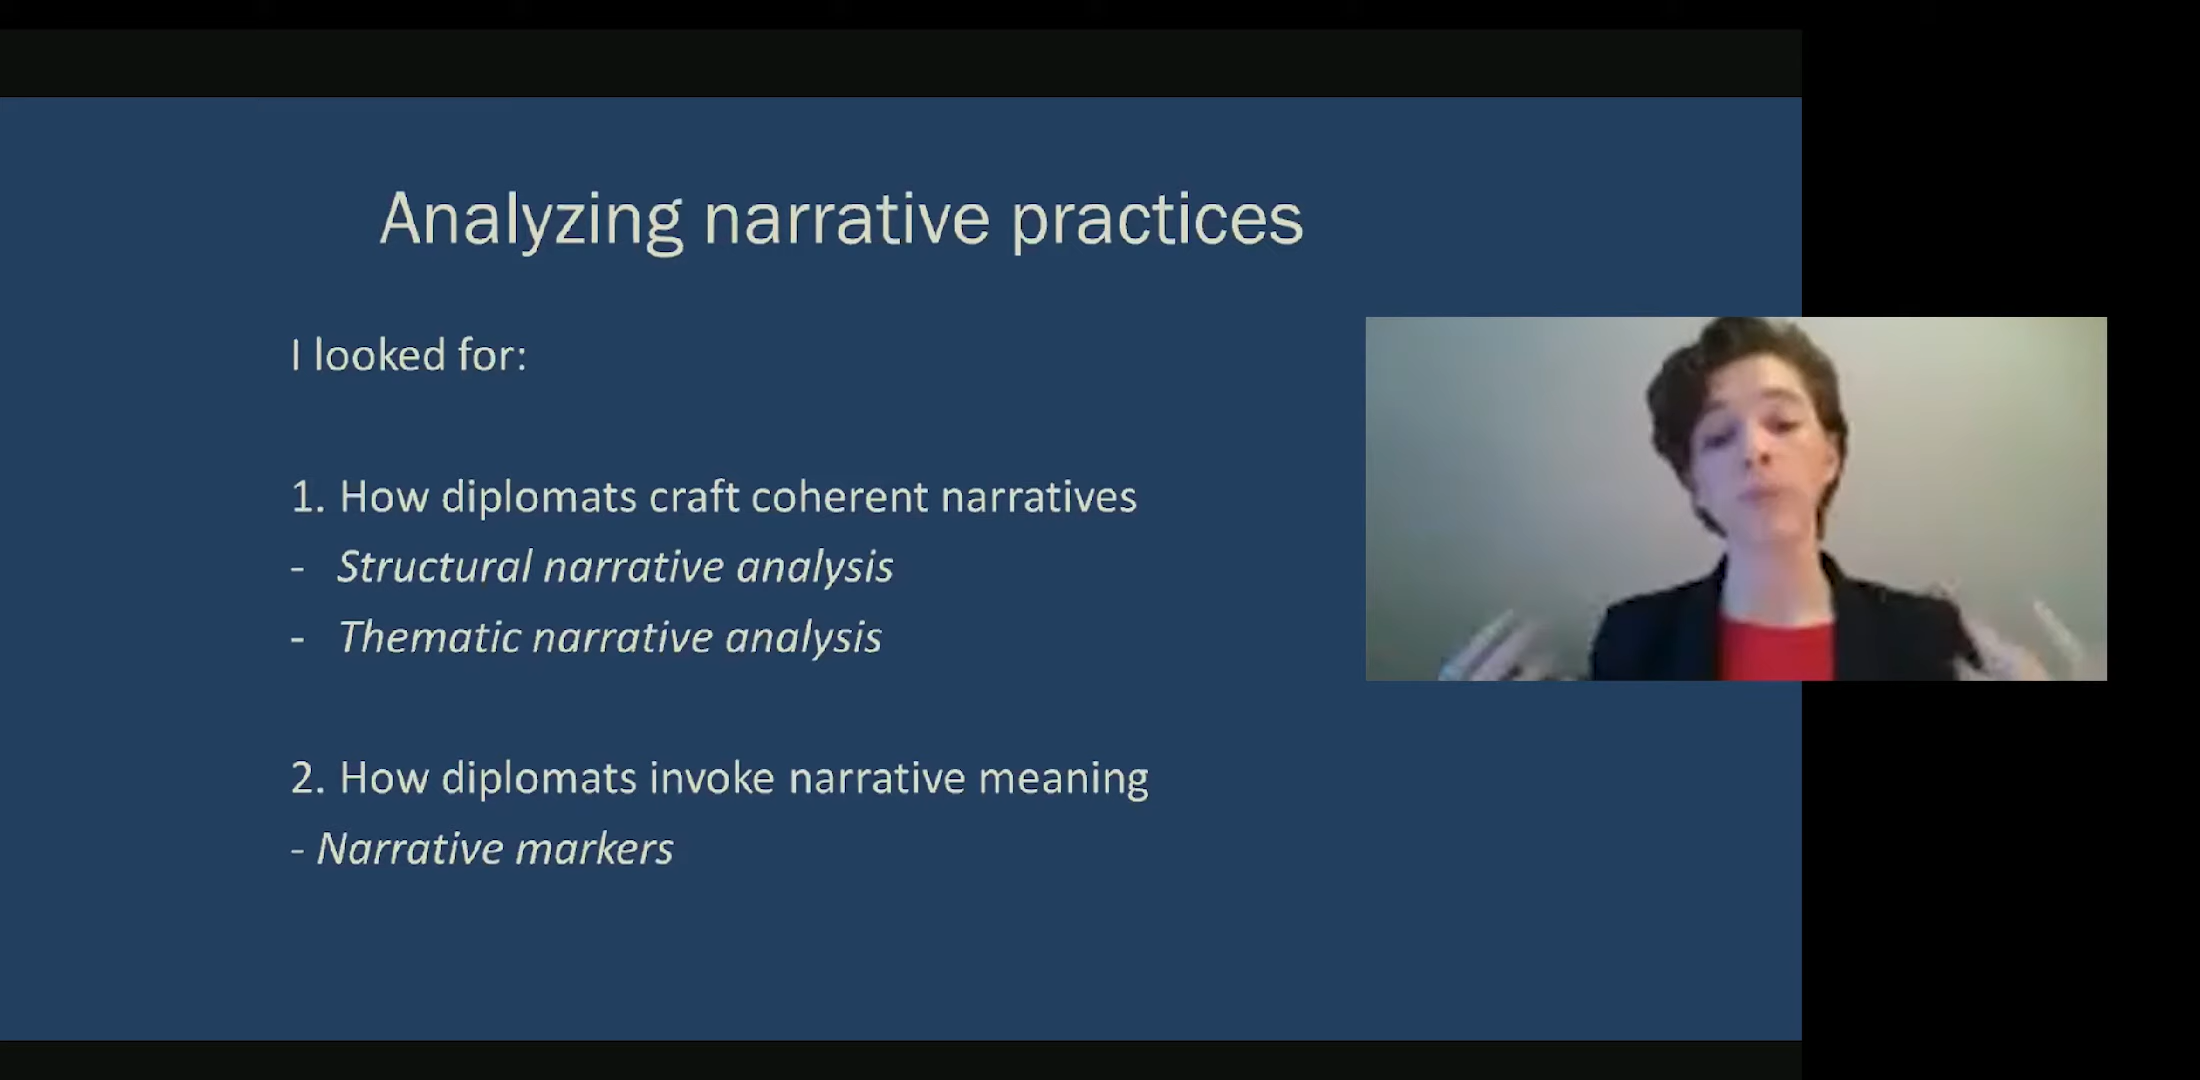 Analyzing narrative practices
I looked for:
1. How diplomats craft coherent narratives
- Structural narrative analysis
- Thematic narrative analysis
2. How diplomats invoke narrative meaning
- Narrative markers